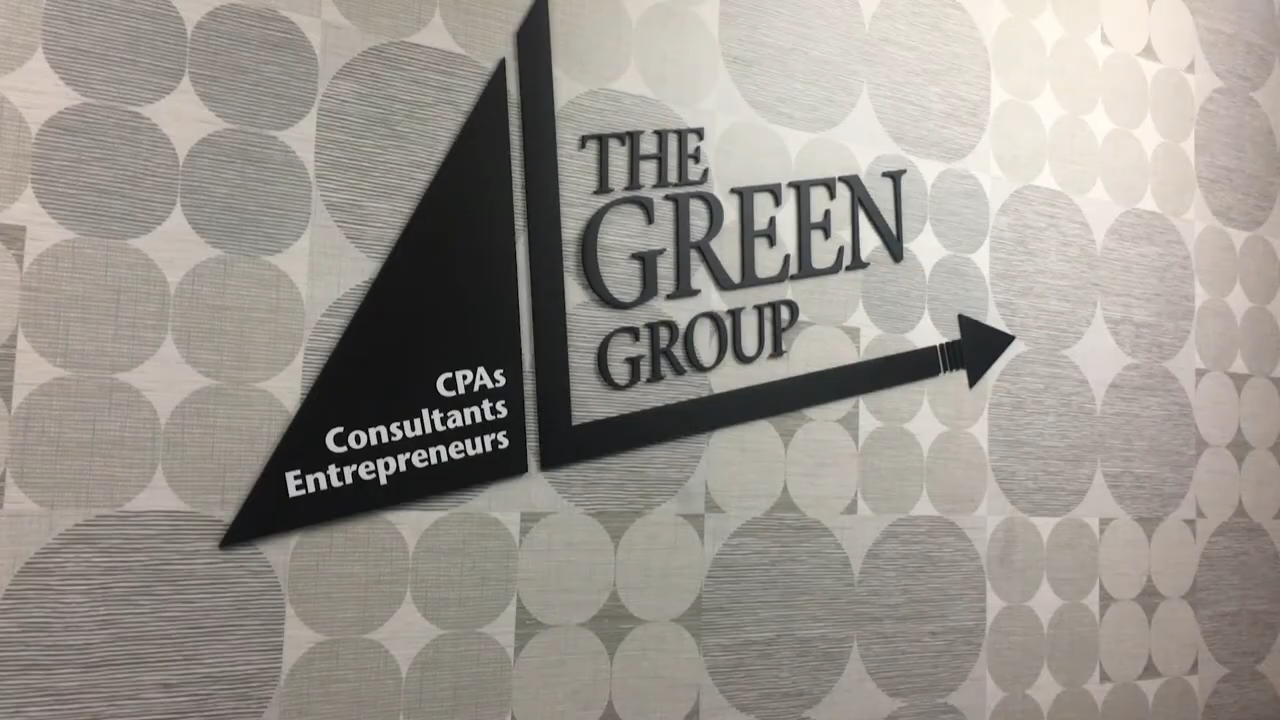 THE
GREEN
GROUP
CPAs
Consultants
Entrepreneurs